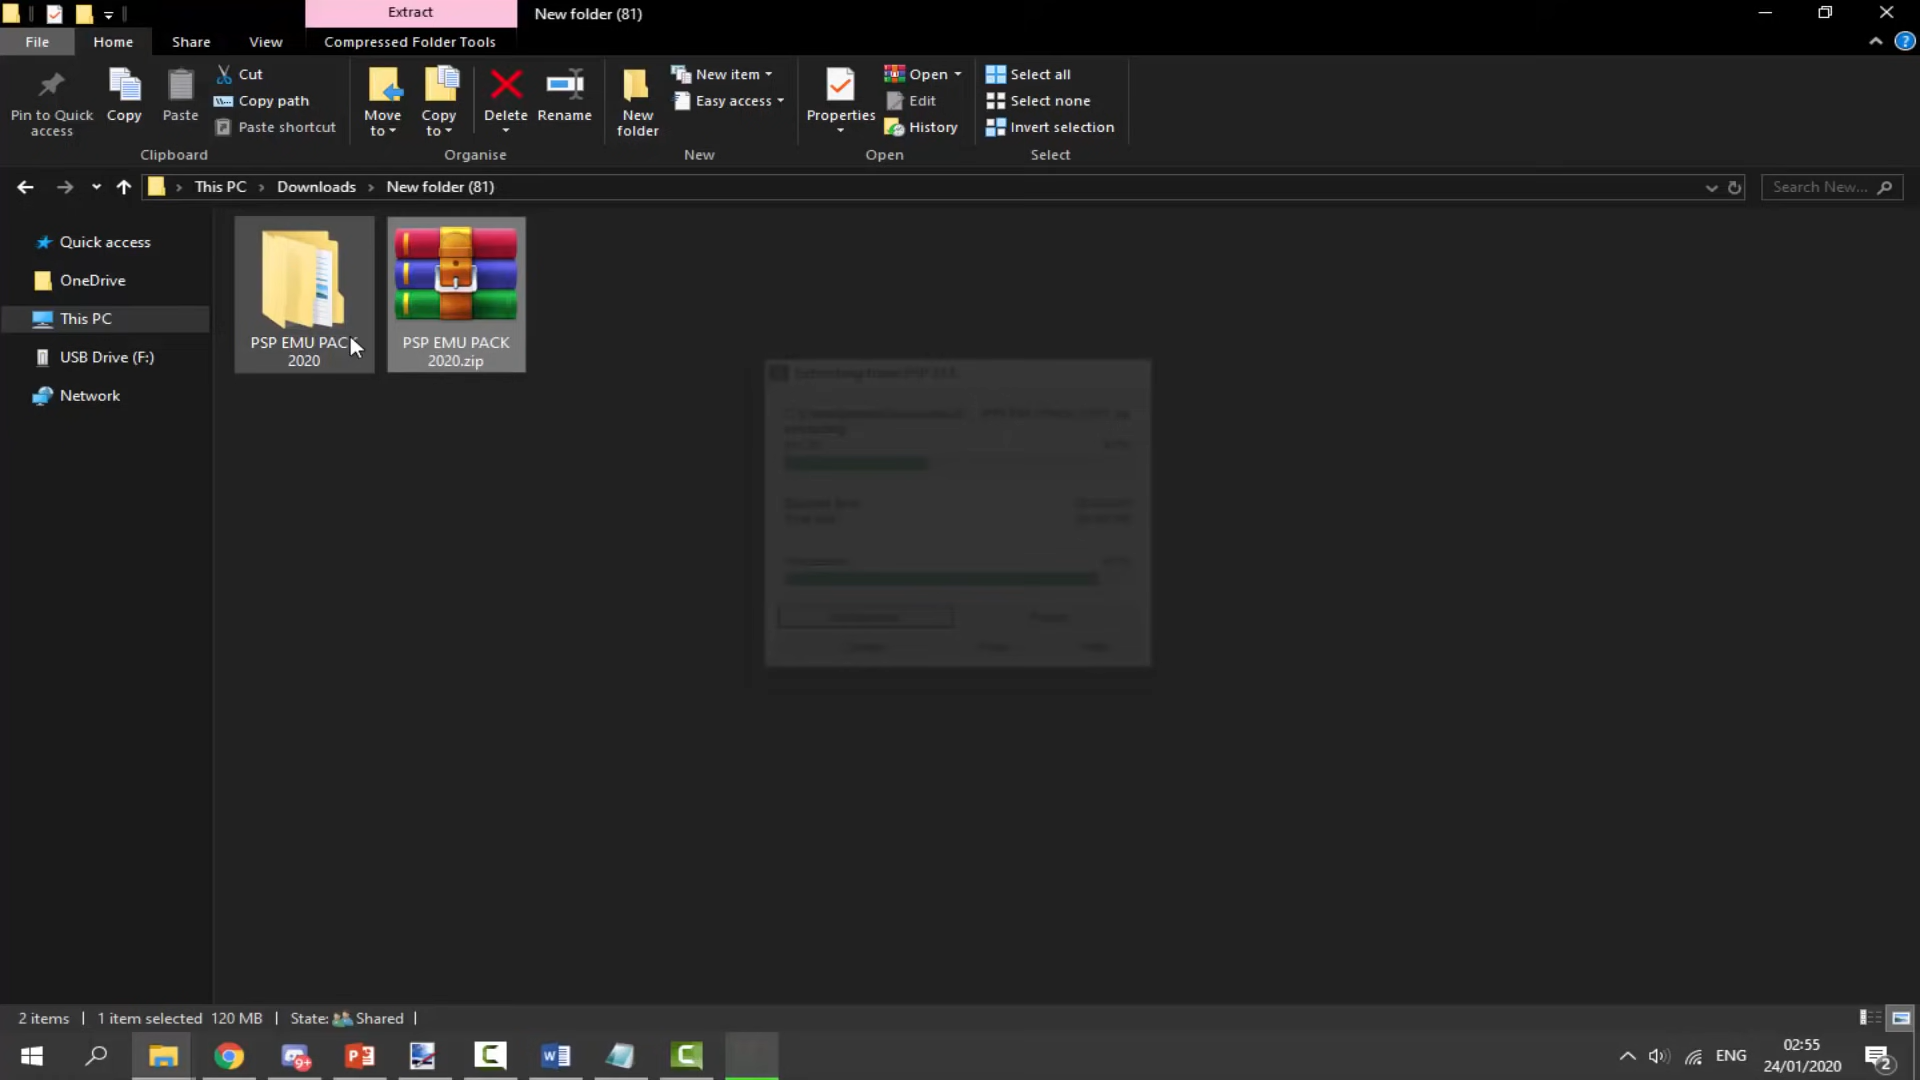 Extract
New folder (81)
File
Home
Share
View
Compressed Folder Tools
Pin to Quick
access
Copy
Paste
Cut
Copy path
Paste shortcut
Clipboard
Move
to
Copy
to
Delete
Rename
Organise
New
folder
New item
Easy access
New
Properties
Open
Edit
History
Open
Select all
Select none
Invert selection
Select
This PC
Downloads
New folder (81)
Search New...
Quick access
OneDrive
This PC
USB Drive (F:)
Network
PSP EMU PACK
2020
PSP EMU PACK
2020.zip
2 items
1 item selected 120 MB
State:
Shared
9+
ENG
02:55
24/01/2020
2